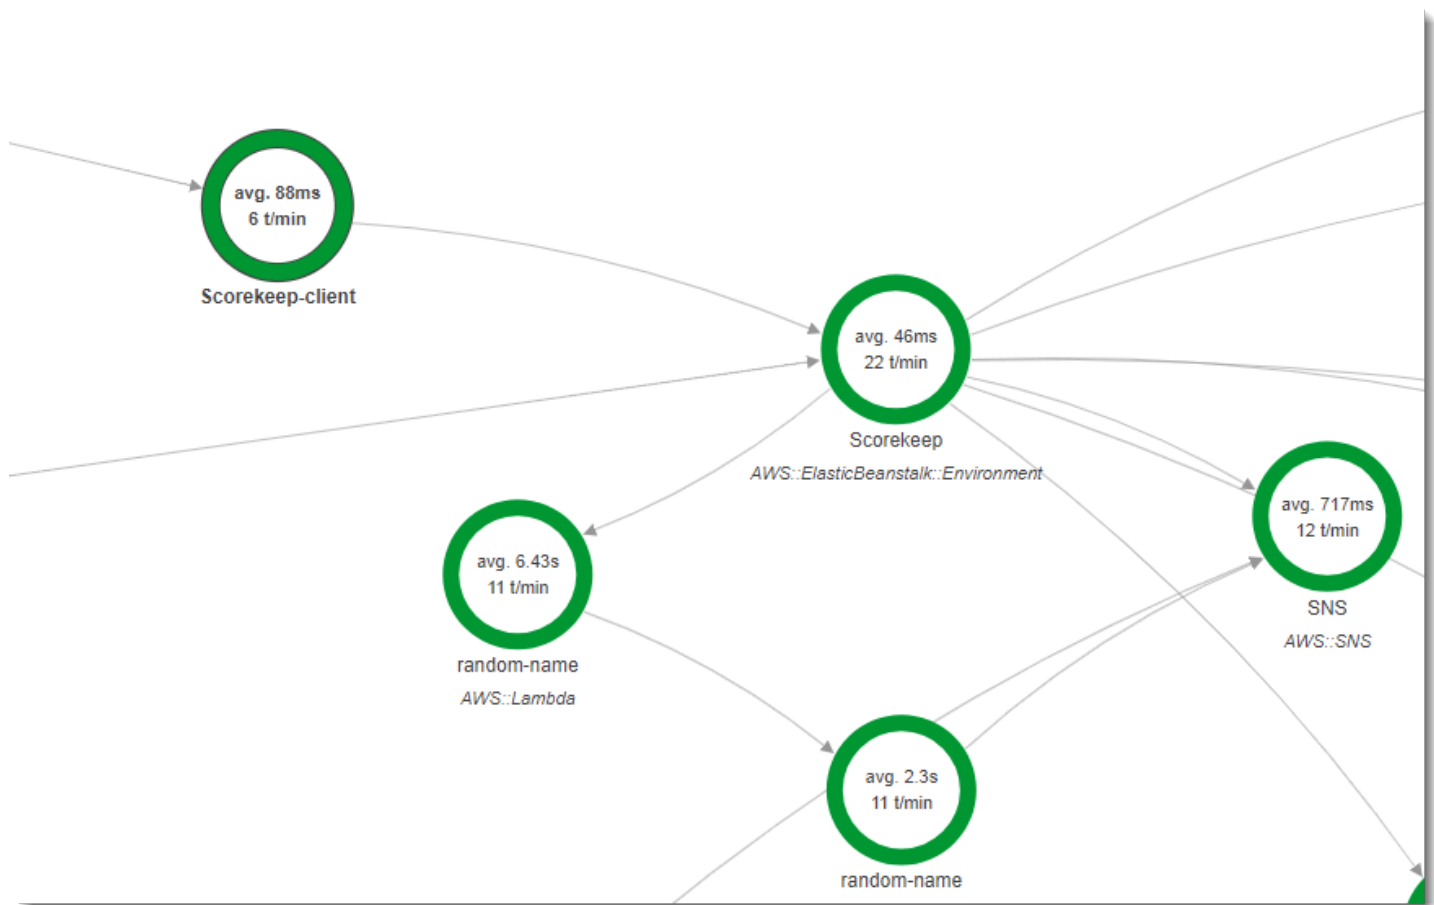 avg. 88ms
6 t/min
Scorekeep-client
avg. 46ms
22 t/min
Scorekeep
AWS::ElasticBeanstalk::Environment
avg. 717ms
12 t/min
SNS
AWS::SNS
avg. 6.43s
11 t/min
random-name
AWS::Lambda
avg. 2.3s
11 t/min
random-name